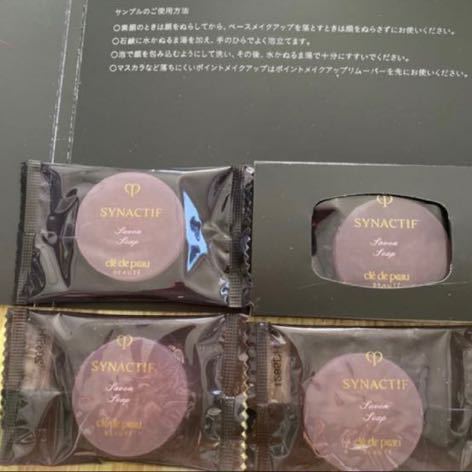 サンプルのご使用方法
○素顔のときは顔をぬらしてから、ベースメイクアップを落とすときは顔をぬらさずにお使いください。
○石鹸に水かぬるま湯を加え、手のひらでよく泡立てます。
○泡で顔を包み込むようにして洗い、その後、水かぬるま湯で十分にすすいでください。
○マスカラなど落ちにくいポイントメイクアップはポイントメイクアップリムーバーを先にお使いください。
SYNACTIF
Savon
Soap
clé de peau
BEAUTÉ
SYNACTIF
Savon
Soap
clé de peau
BEAUTÉ
SYNACTIF
Savon
Soap
clé de peau
BEAUTÉ
SYNACTIF
Savon
Soap
clé de peau
BEAUTÉ